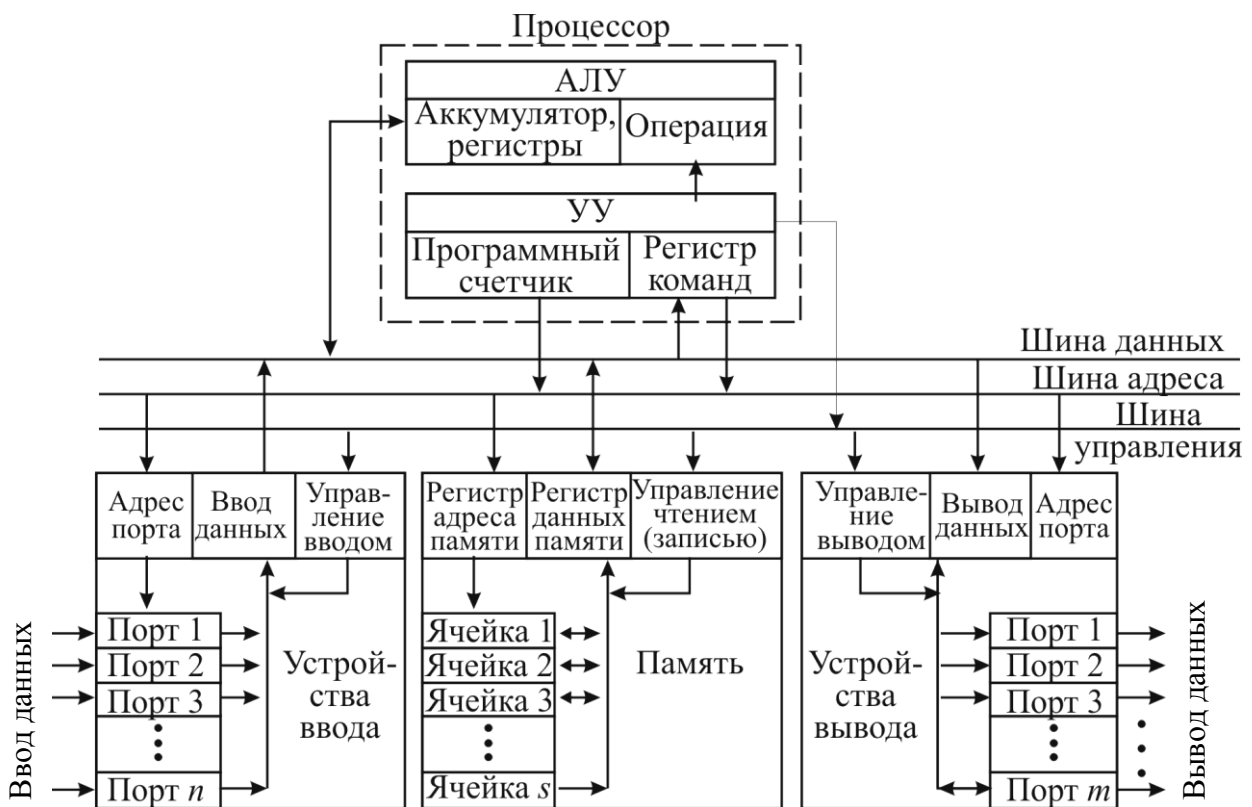 Процессор
АЛУ
Аккумулятор,
регистры
Операция
УУ
Программный
счетчик
Регистр
команд
Шина данных
Шина адреса
Шина
управления
Адрес
порта
Ввод
данных
Управ-
ление
вводом
Регистр
адреса
памяти
Регистр
данных
памяти
Управление
чтением
(записью)
Управле-
ние
выводом
Вывод
данных
Адрес
порта
Ввод данных
Порт 1
Порт 2
Порт 3
Порт n
Устрой-
ства
ввода
Ячейка 1
Ячейка 2
Ячейка 3
Ячейка s
Память
Устрой-
ства
вывода
Порт 1
Порт 2
Порт 3
Порт m
Вывод данных